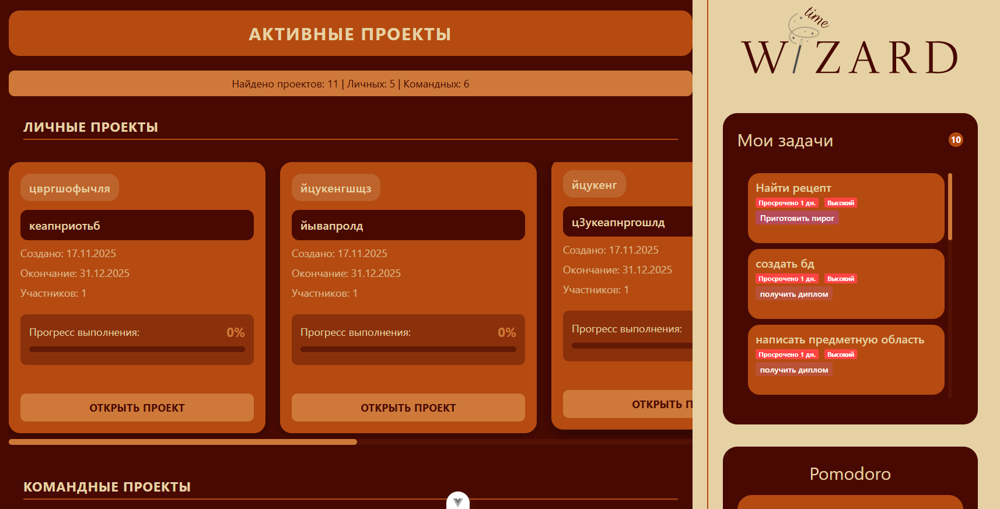 АКТИВНЫЕ ПРОЕКТЫ
Найдено проектов: 11 | Личных: 5 | Командных: 6
ЛИЧНЫЕ ПРОЕКТЫ
цвргшофычля
кеапнриотьб
Создано: 17.11.2025
Окончание: 31.12.2025
Участников: 1
Прогресс выполнения: 0%
ОТКРЫТЬ ПРОЕКТ
йцукенгшщз
йывапролд
Создано: 17.11.2025
Окончание: 31.12.2025
Участников: 1
Прогресс выполнения: 0%
ОТКРЫТЬ ПРОЕКТ
йцукенг
ц3укеапнргошлд
Создано: 17.11.2025
Окончание: 31.12.2025
Участников: 1
Прогресс выполнения:
ОТКРЫТЬ П
КОМАНДНЫЕ ПРОЕКТЫ
time
WIZARD
Мои задачи 10
Найти рецепт
Просрочено 1 дн. Высокий
Приготовить пирог
создать бд
Просрочено 1 дн. Высокий
получить диплом
написать предметную область
Просрочено 1 дн. Высокий
получить диплом
Pomodoro